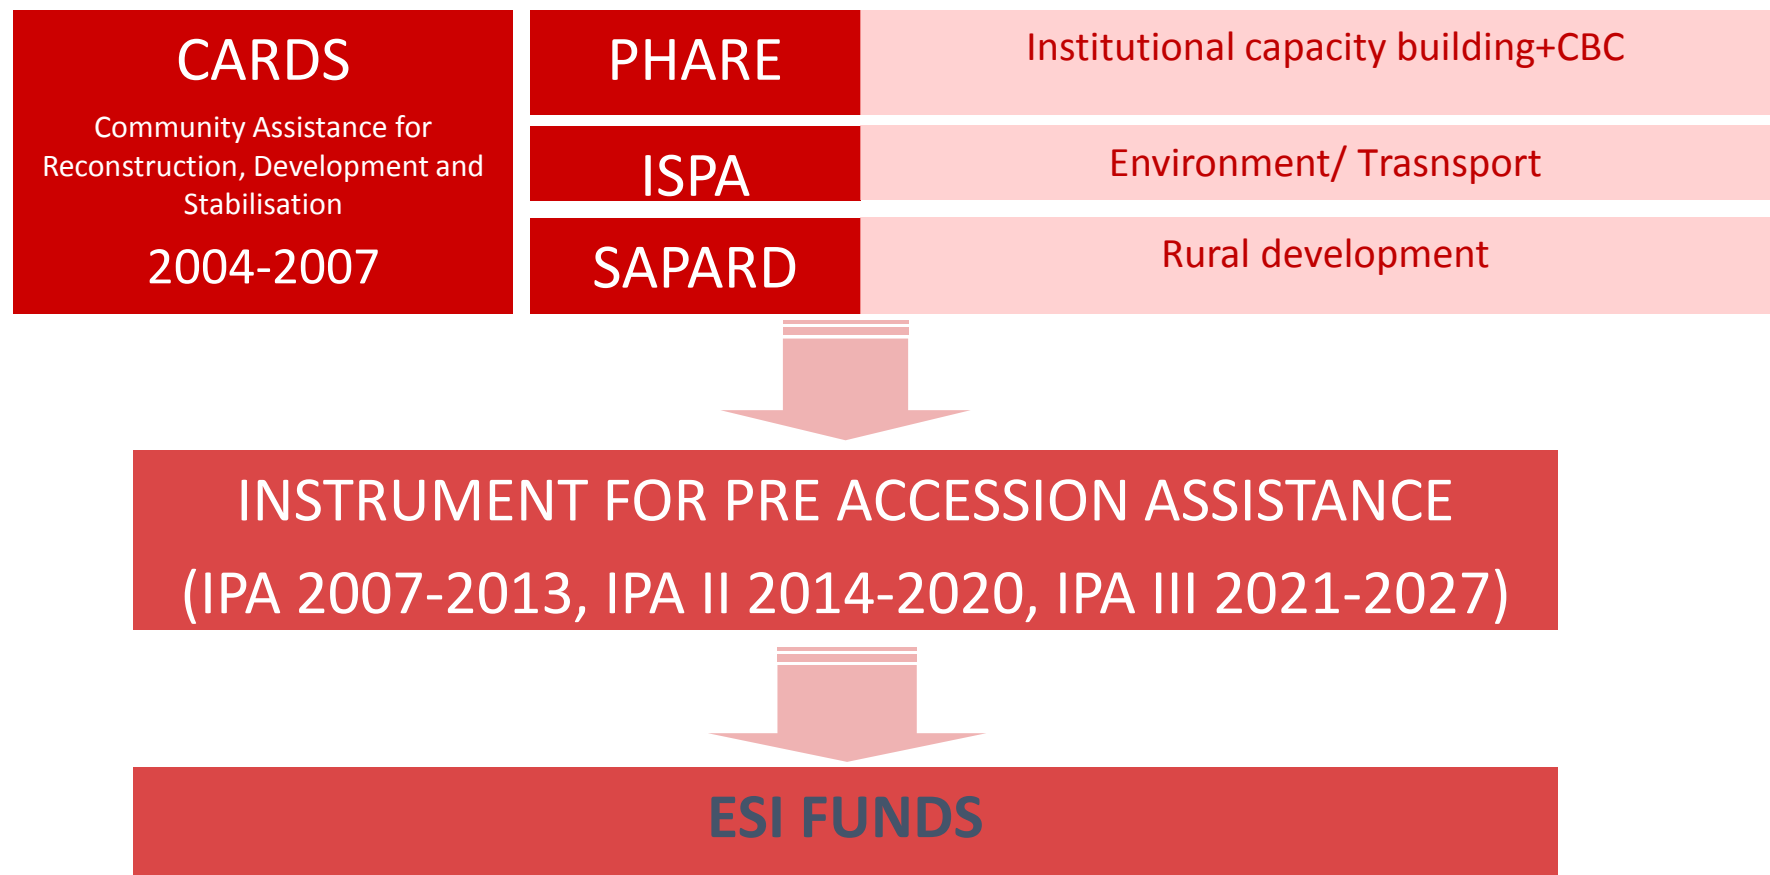 CARDS
Community Assistance for
Reconstruction, Development and
Stabilisation
2004-2007
PHARE
Institutional capacity building+CBC
ISPA
Environment/ Trasnsport
SAPARD
Rural development
INSTRUMENT FOR PRE ACCESSION ASSISTANCE
(IPA 2007-2013, IPA II 2014-2020, IPA III 2021-2027)
ESI FUNDS